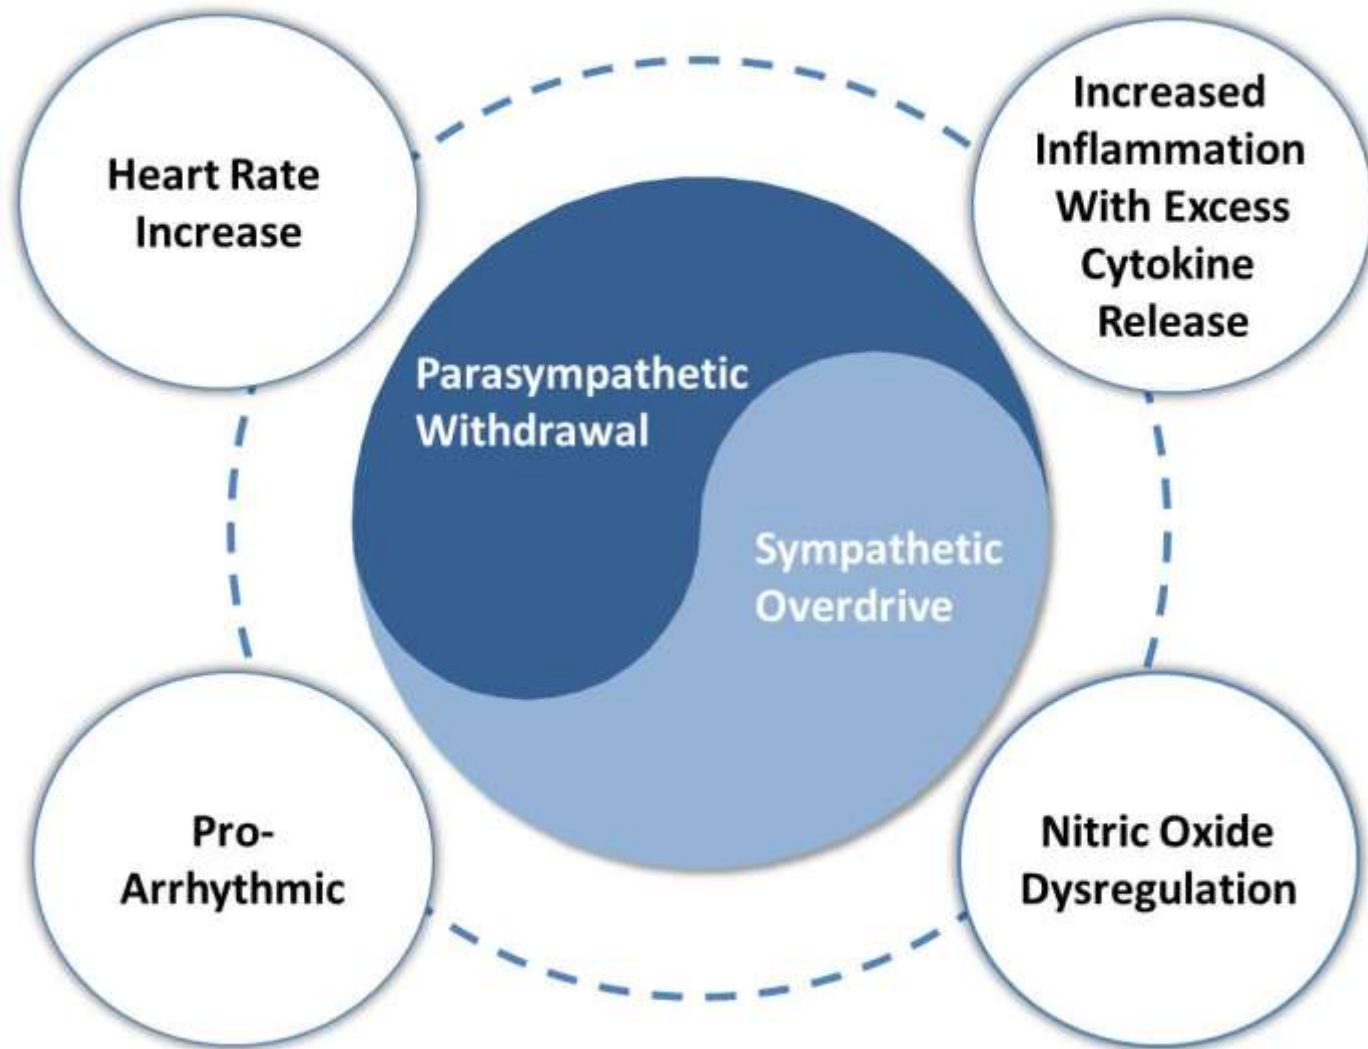 Heart Rate
Increase
Increased
Inflammation
With Excess
Cytokine
Release
Parasympathetic
Withdrawal
Sympathetic
Overdrive
Pro-
Arrhythmic
Nitric Oxide
Dysregulation